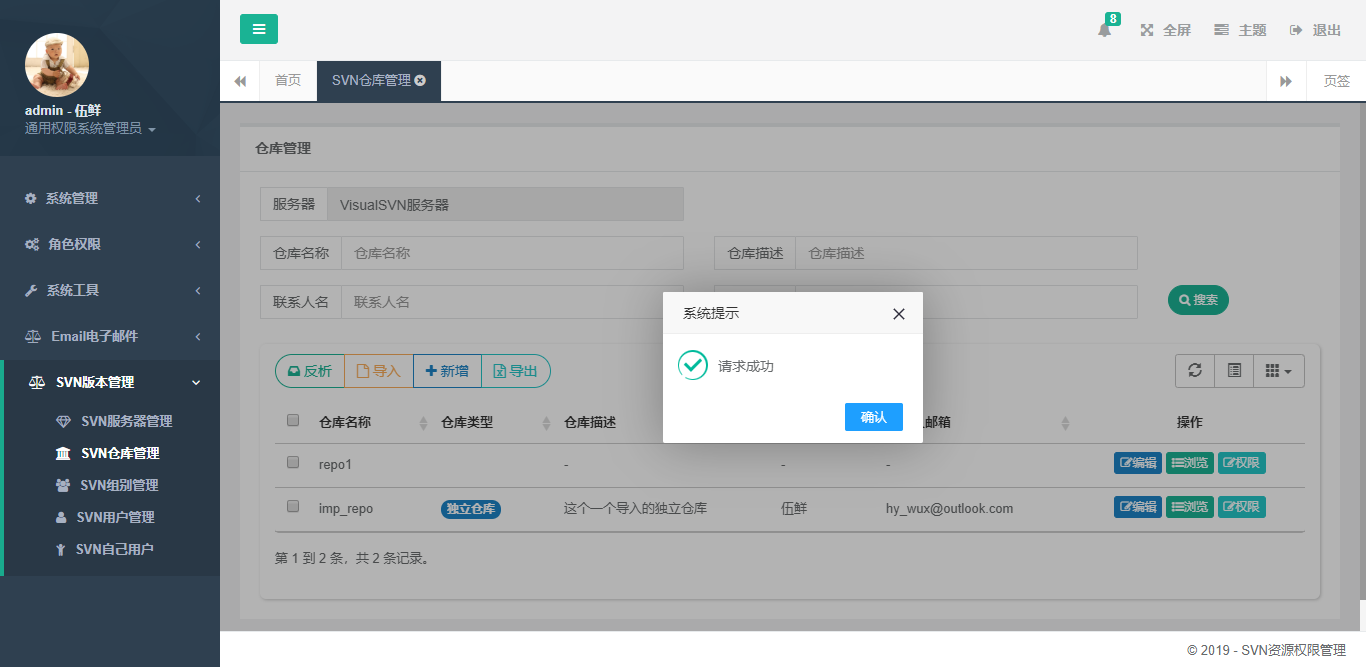 8
全屏
主题
退出
首页
SVN仓库管理
页签
admin - 伍鲜
通用权限系统管理员
系统管理
角色权限
系统工具
Email电子邮件
SVN版本管理
SVN服务器管理
SVN仓库管理
SVN组别管理
SVN用户管理
SVN自己用户
仓库管理
服务器 VisualSVN服务器
仓库名称 仓库名称 仓库描述 仓库描述
联系人名 联系人名
搜索
系统提示
请求成功
确认
反析 导入 新增 导出
仓库名称 仓库类型 仓库描述 邮箱 操作
repo1 - - - 编辑 浏览 权限
imp_repo 独立仓库 这个一个导入的独立仓库 伍鲜 hy_wux@outlook.com 编辑 浏览 权限
第 1 到 2 条，共 2 条记录。
© 2019 - SVN资源权限管理